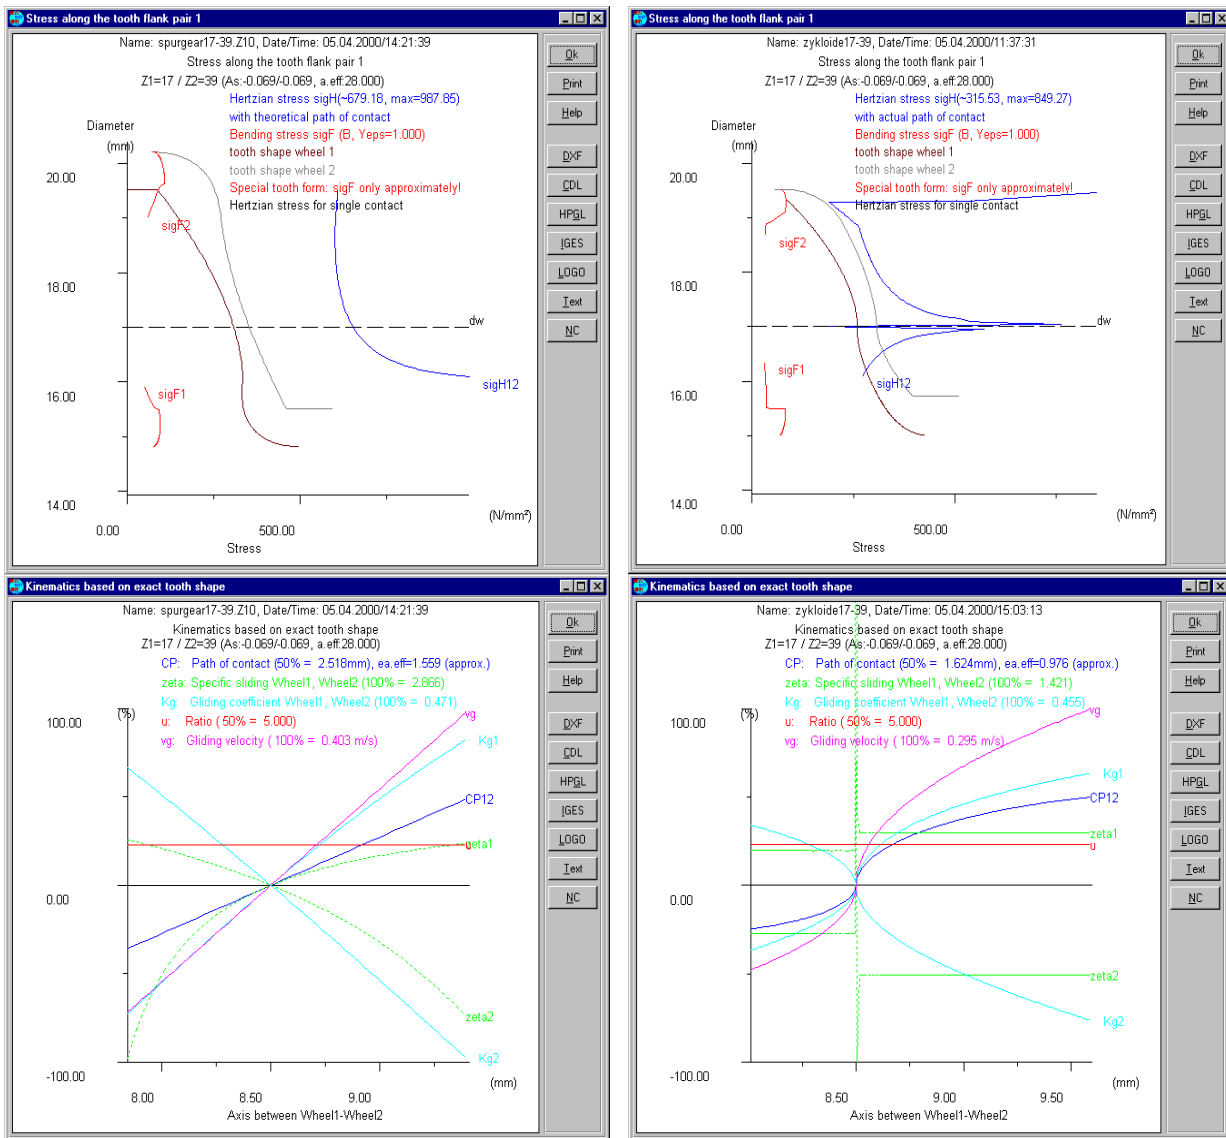 Stress along the tooth flank pair 1
Name: spurgear17-39.Z10, Date/Time: 05.04.2000/14:21:39
Stress along the tooth flank pair 1
Z1=17 / Z2=39 (As:-0.069/-0.069, a.eff:28.000)
Hertzian stress sigH(~679.18, max=987.85)
with theoretical path of contact
Bending stress sigF (B, Yeps=1.000)
tooth shape wheel 1
tooth shape wheel 2
Special tooth form: sigF only approximately!
Hertzian stress for single contact
Diameter
(mm)
20.00
18.00
16.00
14.00
sigF2
dw
sigH12
sigF1
0.00
500.00
(N/mm²)
Stress
Ok
Print
Help
DXF
CDL
HPGL
IGES
LOGO
Text
NC
Stress along the tooth flank pair 1
Name: zykloide17-39, Date/Time: 05.04.2000/11:37:31
Stress along the tooth flank pair 1
Z1=17 / Z2=39 (As:-0.069/-0.069, a.eff:28.000)
Hertzian stress sigH(~315.53, max=849.27)
with actual path of contact
Bending stress sigF (B, Yeps=1.000)
tooth shape wheel 1
tooth shape wheel 2
Special tooth form: sigF only approximately!
Hertzian stress for single contact
Diameter
(mm)
20.00
18.00
16.00
14.00
sigF2
dw
sigF1
sigH12
0.00
500.00
(N/mm²)
Stress
Ok
Print
Help
DXF
CDL
HPGL
IGES
LOGO
Text
NC
Kinematics based on exact tooth shape
Name: spurgear17-39.Z10, Date/Time: 05.04.2000/14:21:39
Kinematics based on exact tooth shape
Z1=17 / Z2=39 (As:-0.069/-0.069, a.eff:28.000)
CP: Path of contact (50% = 2.518mm), ea.eff=1.559 (approx.)
zeta: Specific sliding Wheel1, Wheel2 (100% = 2.866)
Kg: Gliding coefficient Wheel1, Wheel2 (100% = 0.471)
u: Ratio ( 50% = 5.000)
vg: Gliding velocity ( 100% = 0.403 m/s)
(%)
100.00
0.00
-100.00
vg
Kg1
CP12
zeta1
u
zeta2
Kg2
8.00
9.00
(mm)
Axis between Wheel1-Wheel2
Ok
Print
Help
DXF
CDL
HPGL
IGES
LOGO
Text
NC
Kinematics based on exact tooth shape
Name: zykloide17-39, Date/Time: 05.04.2000/15:03:13
Kinematics based on exact tooth shape
Z1=17 / Z2=39 (As:-0.069/-0.069, a.eff:28.000)
CP: Path of contact (50% = 1.624mm), ea.eff=0.976 (approx.)
zeta: Specific sliding Wheel1, Wheel2 (100% = 1.421)
Kg: Gliding coefficient Wheel1, Wheel2 (100% = 0.455)
u: Ratio ( 50% = 5.000)
vg: Gliding velocity ( 100% = 0.295 m/s)
(%)
100.00
0.00
-100.00
vg
Kg1
CP12
zeta1
u
zeta2
Kg2
8.50
9.00
9.50
(mm)
Axis between Wheel1-Wheel2
Ok
Print
Help
DXF
CDL
HPGL
IGES
LOGO
Text
NC